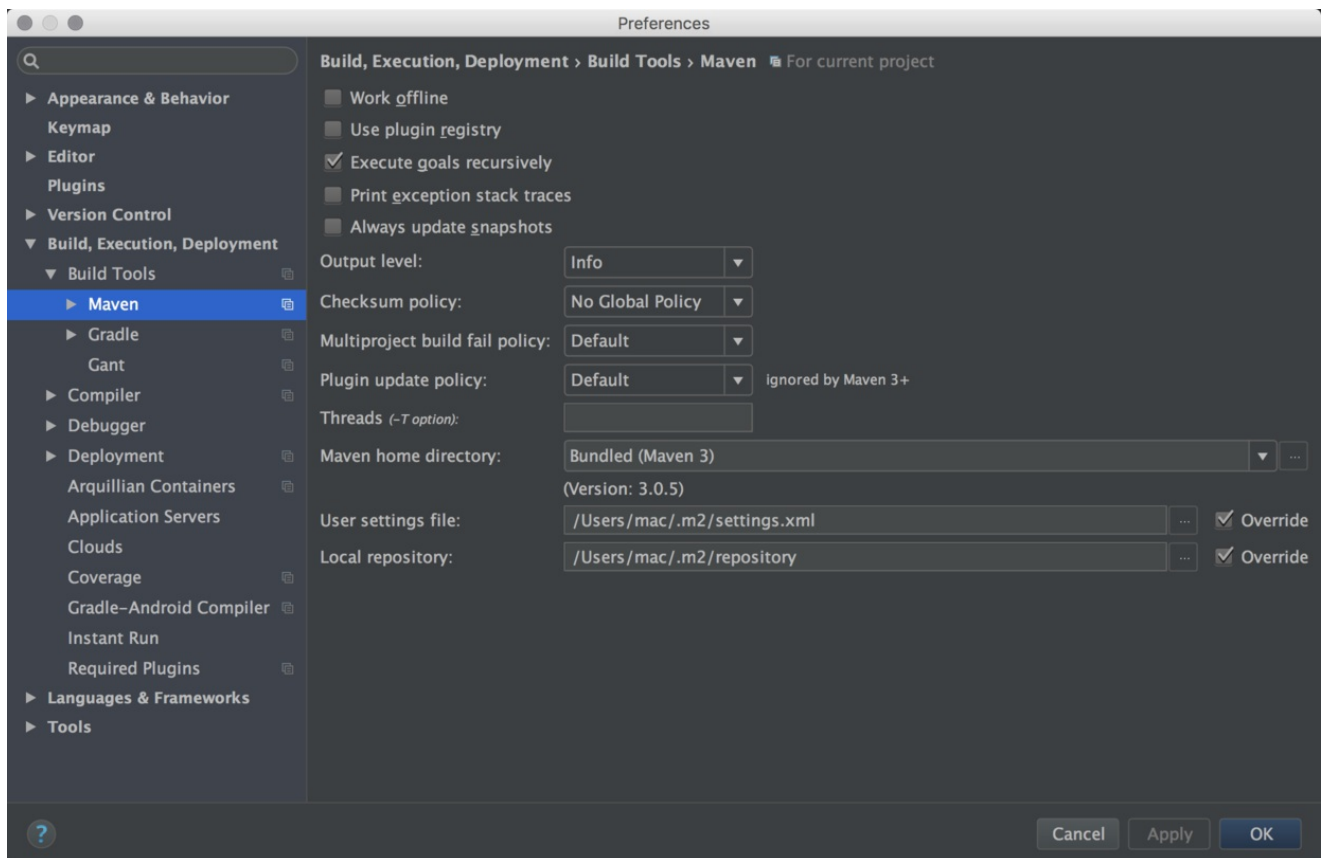 Preferences
Appearance & Behavior
Keymap
Editor
Plugins
Version Control
Build, Execution, Deployment
Build Tools
Maven
Gradle
Gant
Compiler
Debugger
Deployment
Arquillian Containers
Application Servers
Clouds
Coverage
Gradle-Android Compiler
Instant Run
Required Plugins
Languages & Frameworks
Tools
Build, Execution, Deployment › Build Tools › Maven For current project
Work offline
Use plugin registry
Execute goals recursively
Print exception stack traces
Always update snapshots
Output level: Info
Checksum policy: No Global Policy
Multiproject build fail policy: Default
Plugin update policy: Default ignored by Maven 3+
Threads (-T option):
Maven home directory: Bundled (Maven 3) ...
(Version: 3.0.5)
User settings file: /Users/mac/.m2/settings.xml ... Override
Local repository: /Users/mac/.m2/repository ... Override
? Cancel Apply OK